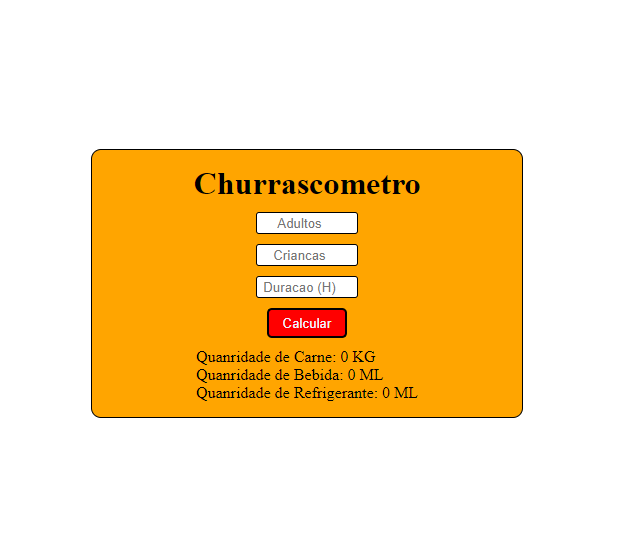 Churrascometro
Adultos
Criancas
Duracao (H)
Calcular
Quanridade de Carne: 0 KG
Quanridade de Bebida: 0 ML
Quanridade de Refrigerante: 0 ML